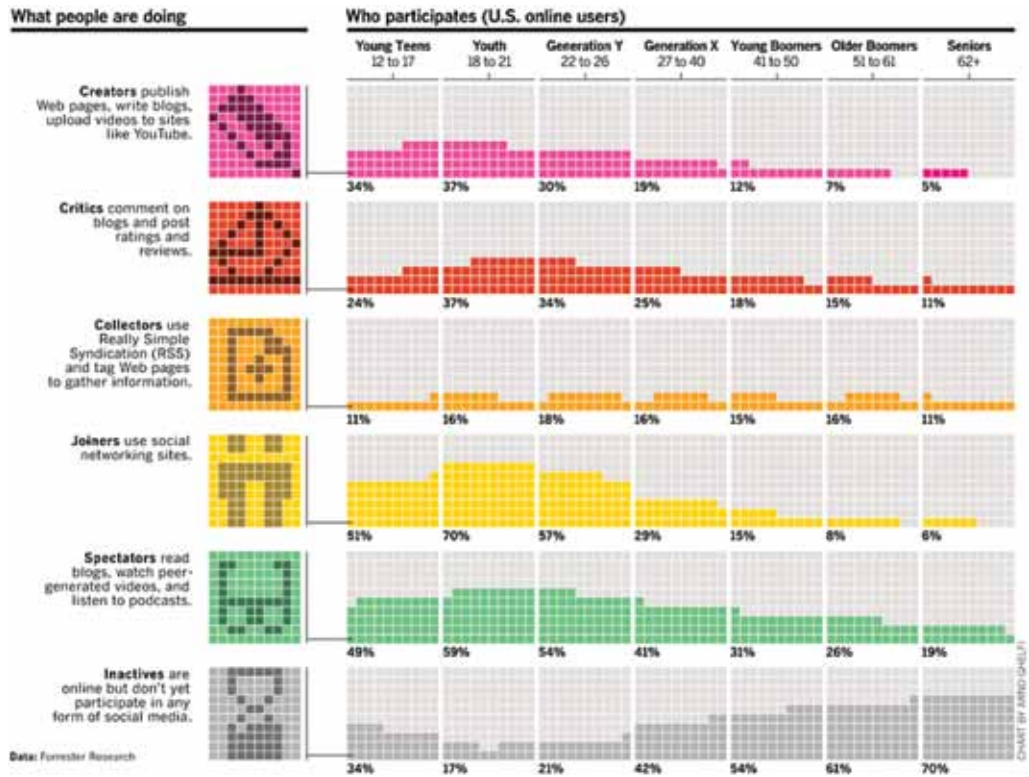 What people are doing
Who participates (U.S. online users)
Young Teens
12 to 17
Youth
18 to 21
Generation Y
22 to 26
Generation X
27 to 40
Young Boomers
41 to 50
Older Boomers
51 to 61
Seniors
62+
Creators publish
Web pages, write blogs,
upload videos to sites
like YouTube.
34% 37% 30% 19% 12% 7% 5%
Critics comment on
blogs and post
ratings and
reviews.
24% 37% 34% 25% 18% 15% 11%
Collectors use
Really Simple
Syndication (RSS)
and tag Web pages
to gather information.
11% 16% 18% 16% 15% 16% 11%
Joiners use social
networking sites.
51% 70% 57% 29% 15% 8% 6%
Spectators read
blogs, watch peer-
generated videos, and
listen to podcasts.
49% 59% 54% 41% 31% 26% 19%
Inactives are
online but don't yet
participate in any
form of social media.
34% 17% 21% 42% 54% 61% 70%
Data: Forrester Research
CHART BY ARNO GHELFI